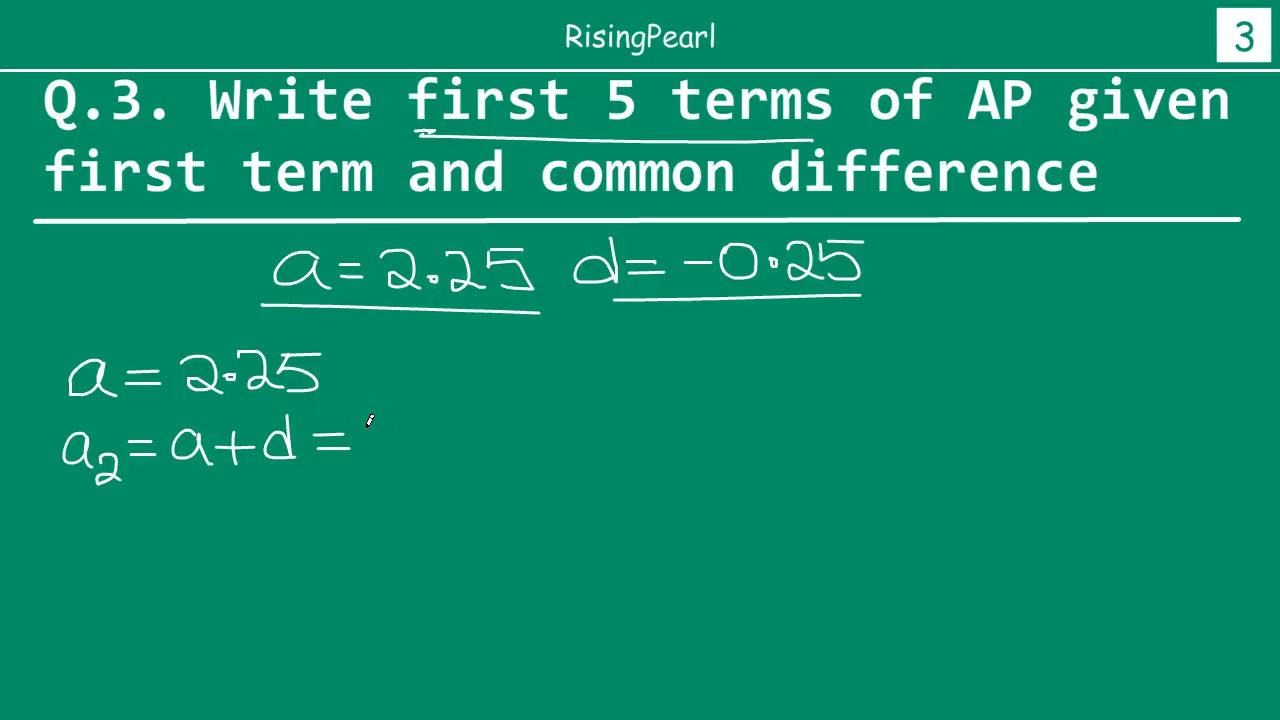 RisingPearl
3
Q.3. Write first 5 terms of AP given
first term and common difference
a = 2.25 d = -0.25
a = 2.25
a₂ = a + d =